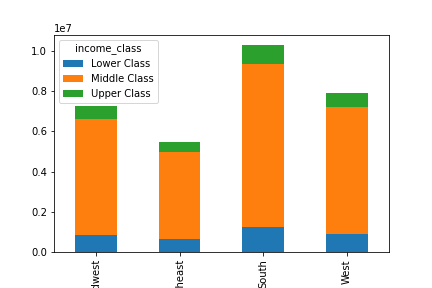 1e7
income_class
Lower Class
Middle Class
Upper Class
1.0
0.8
0.6
0.4
0.2
0.0
dwest
heast
South
West